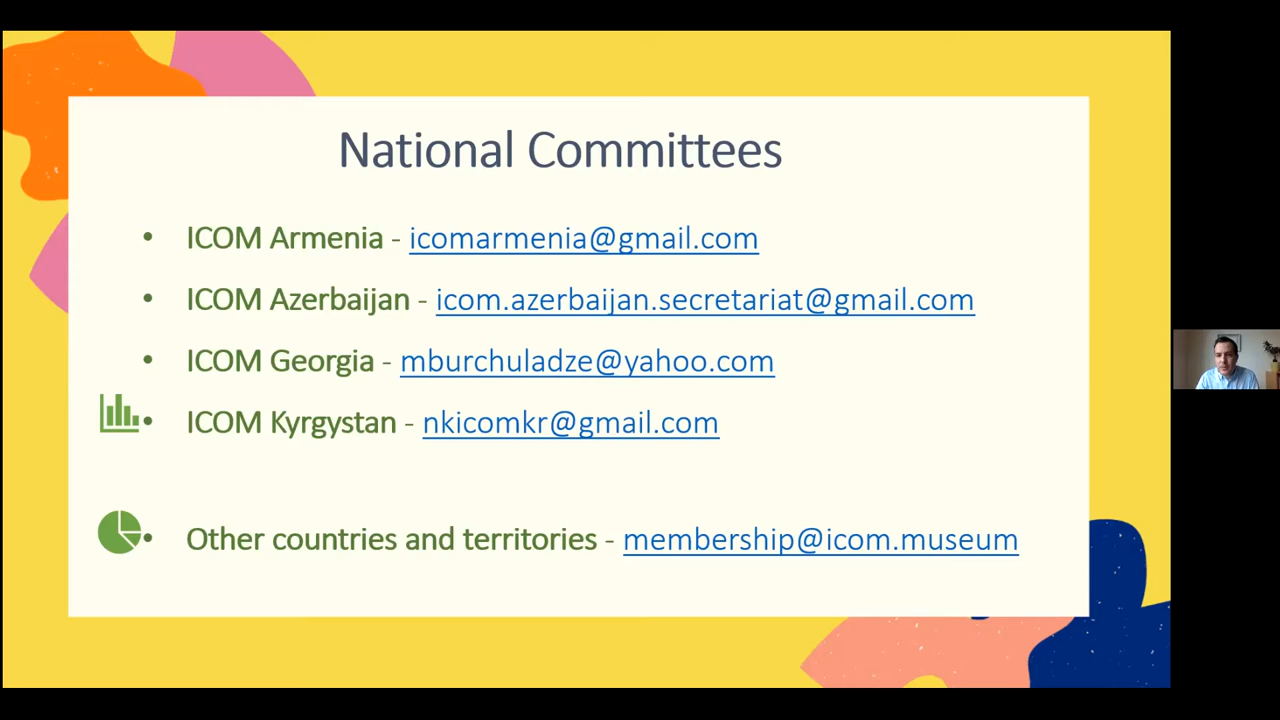 National Committees
• ICOM Armenia - icomarmenia@gmail.com
• ICOM Azerbaijan - icom.azerbaijan.secretariat@gmail.com
• ICOM Georgia - mburchuladze@yahoo.com
• ICOM Kyrgystan - nkicomkr@gmail.com
• Other countries and territories - membership@icom.museum